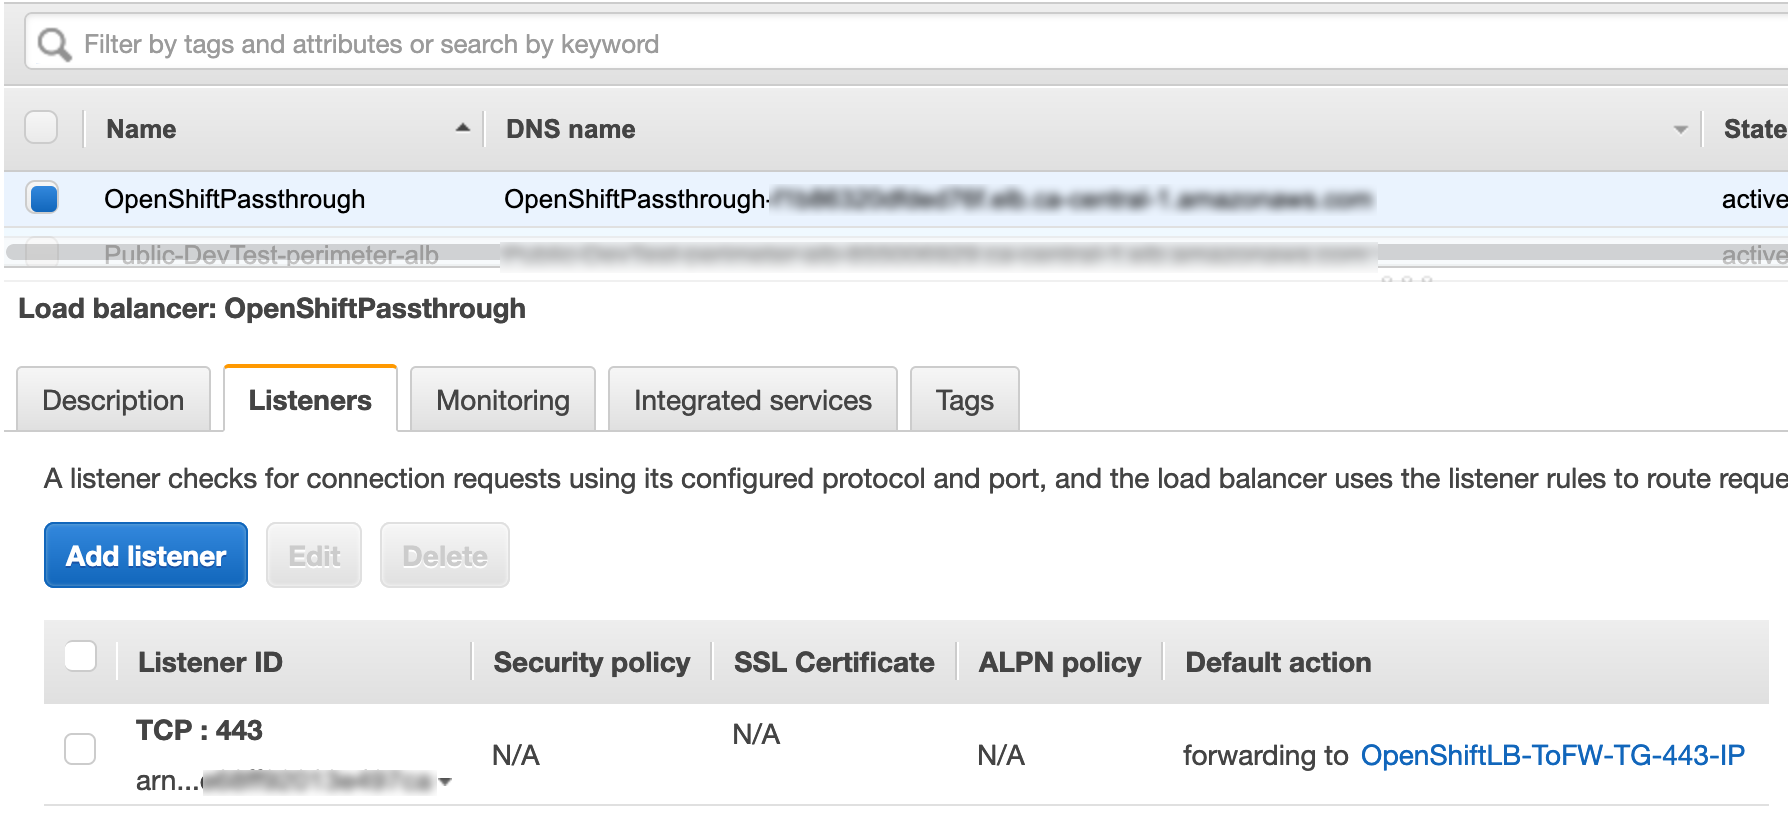 Filter by tags and attributes or search by keyword
Name DNS name State
OpenShiftPassthrough OpenShiftPassthrough- active
Public-DevTest-perimeter-alb active
Load balancer: OpenShiftPassthrough
Description Listeners Monitoring Integrated services Tags
A listener checks for connection requests using its configured protocol and port, and the load balancer uses the listener rules to route reque
Add listener Edit Delete
Listener ID Security policy SSL Certificate ALPN policy Default action
TCP : 443 N/A
N/A N/A forwarding to OpenShiftLB-ToFW-TG-443-IP
arn...